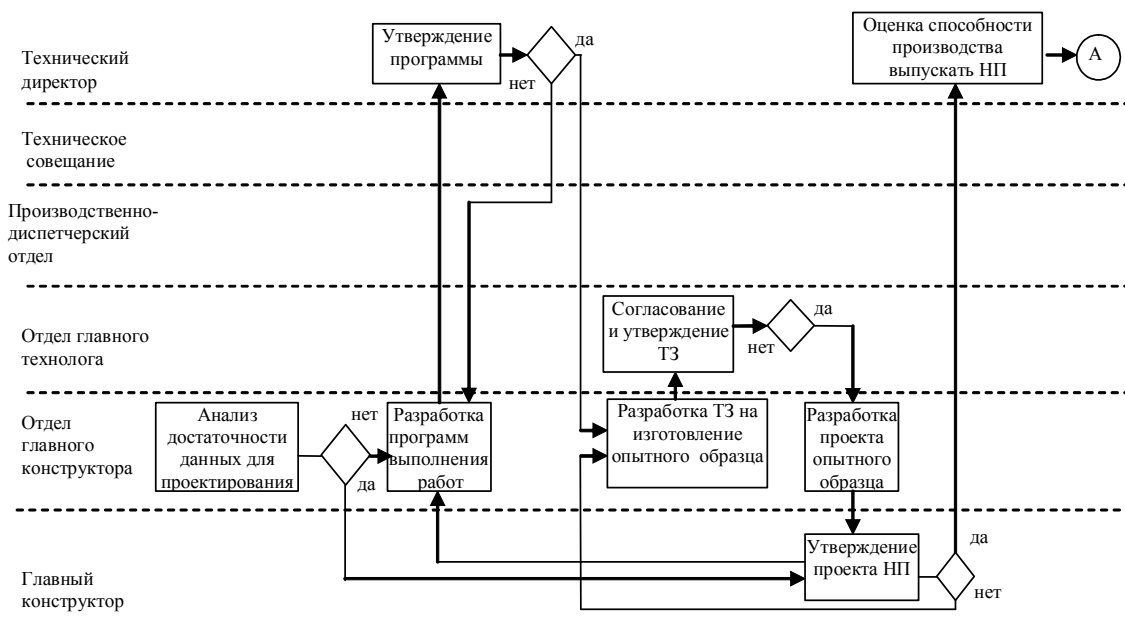 Технический
директор
Утверждение
программы
да
нет
Оценка способности
производства
выпускать НП
А
Техническое
совещание
Производственно-
диспетчерский
отдел
Отдел главного
технолога
Согласование
и утверждение
ТЗ
да
нет
Отдел
главного
конструктора
Анализ
достаточности
данных для
проектирования
нет
да
Разработка
программ
выполнения
работ
Разработка ТЗ на
изготовление
опытного образца
Разработка
проекта
опытного
образца
Главный
конструктор
Утверждение
проекта НП
да
нет